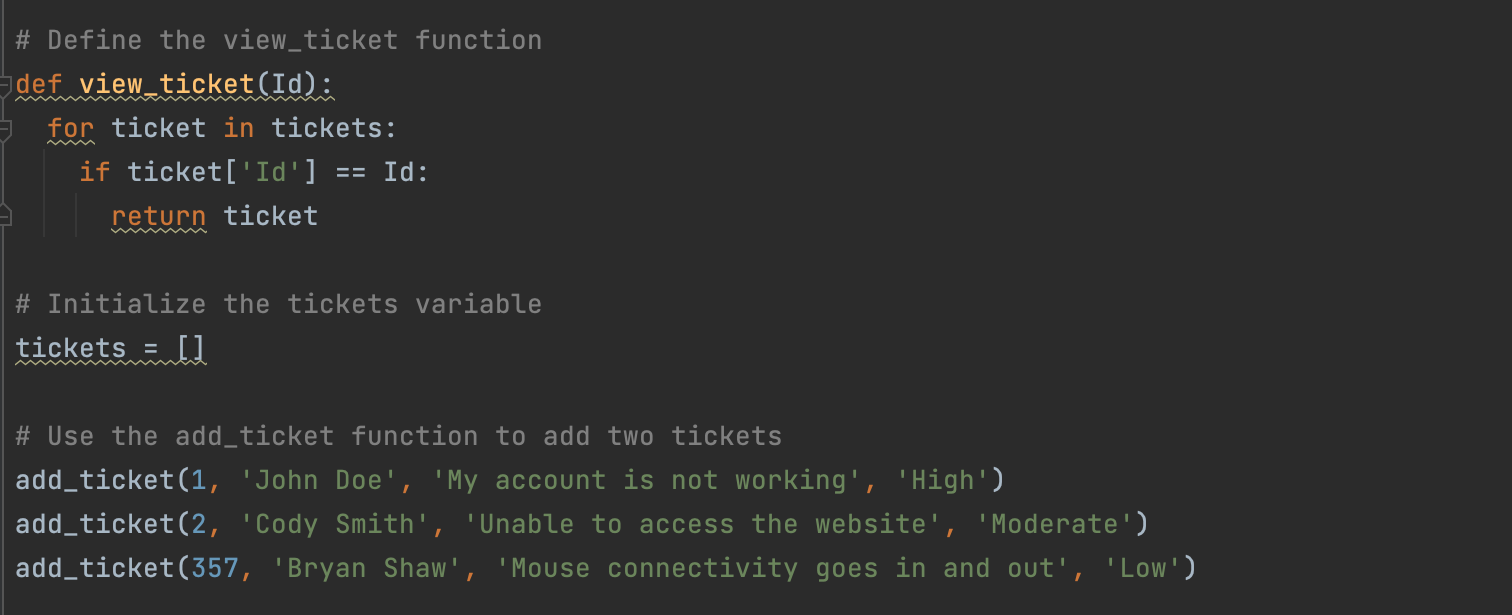 # Define the view_ticket function
def view_ticket(Id):
  for ticket in tickets:
    if ticket['Id'] == Id:
      return ticket

# Initialize the tickets variable
tickets = []

# Use the add_ticket function to add two tickets
add_ticket(1, 'John Doe', 'My account is not working', 'High')
add_ticket(2, 'Cody Smith', 'Unable to access the website', 'Moderate')
add_ticket(357, 'Bryan Shaw', 'Mouse connectivity goes in and out', 'Low')